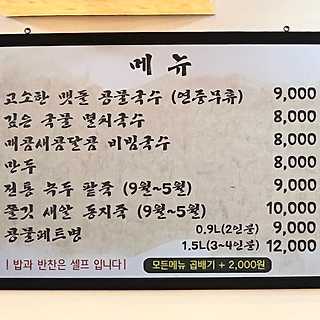 메뉴
고소한 맷돌 콩물국수 (연중무휴) 9,000
깊은 국물 멸치국수 8,000
매콤새콤달콤 비빔국수 8,000
만두 8,000
전통 녹두 팥죽 (9월~5월) 9,000
쫄깃 새알 동지죽 (9월~5월) 10,000
콩물페트병 0.9L(2인분) 9,000
1.5L(3~4인분) 12,000
| 밥과 반찬은 셀프 입니다 |
모든메뉴 곱배기 + 2,000원